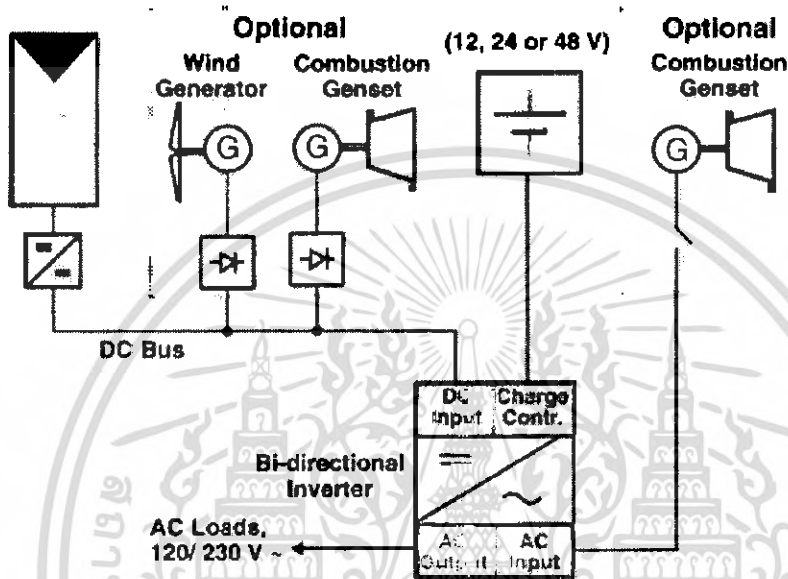 Optional
Wind
Generator
Combustion
Genset
(12, 24 or 48 V)
Optional
Combustion
Genset
G
G
G
DC Bus
DC
Input
Charge
Contr.
Bi-directional
Inverter
AC Loads,
120/ 230 V ~
AC
Output
AC
Input